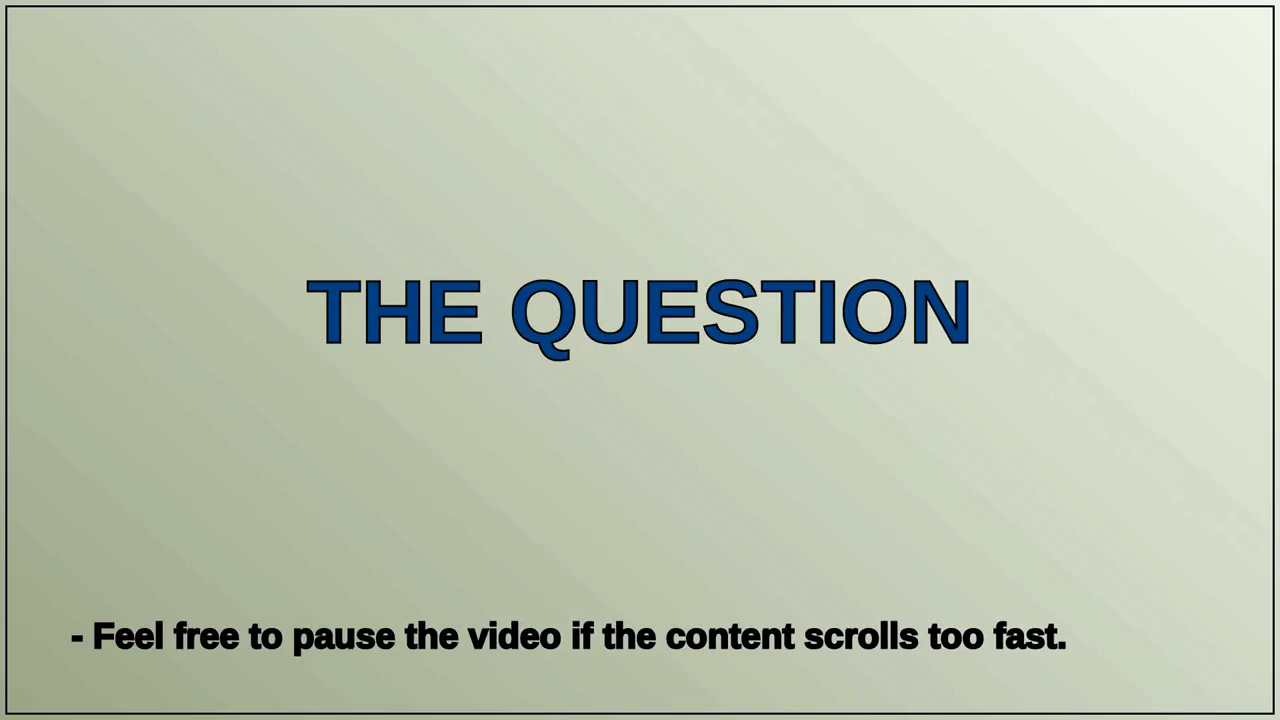 THE QUESTION
- Feel free to pause the video if the content scrolls too fast.